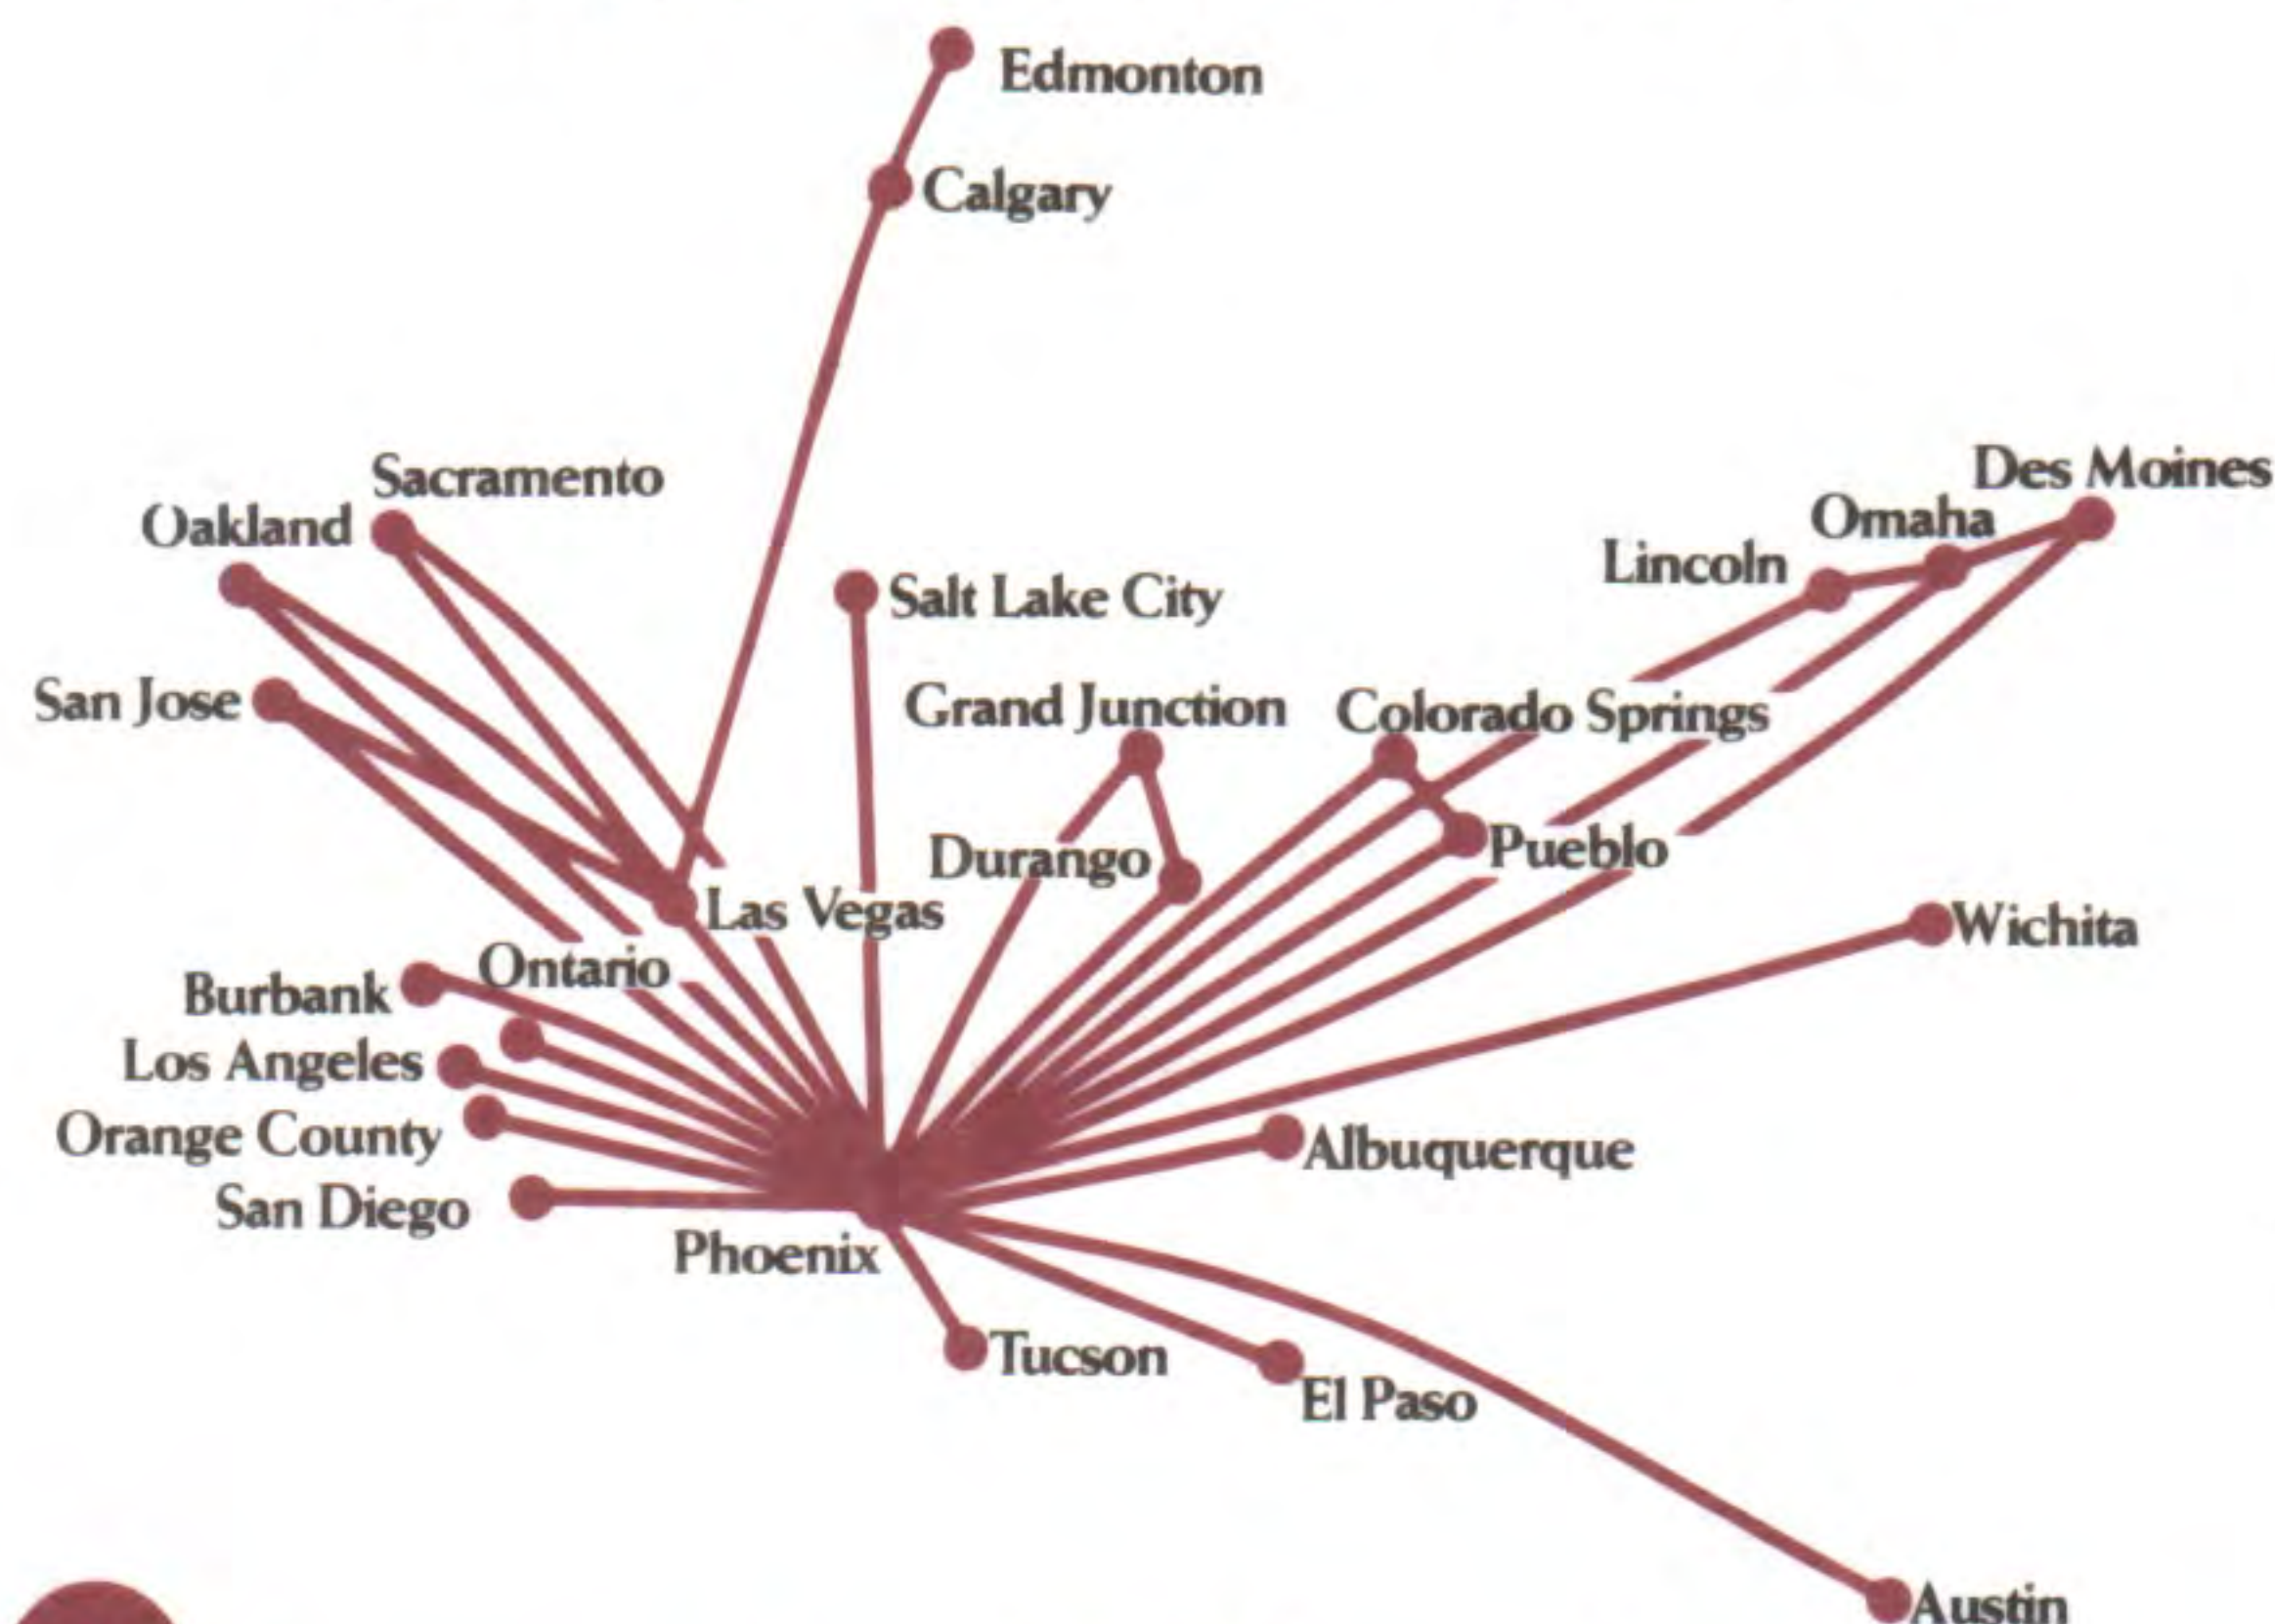 Edmonton
Calgary
Sacramento
Des Moines
Oakland
Omaha
Lincoln
Salt Lake City
San Jose
Grand Junction
Colorado Springs
Durango
Pueblo
Las Vegas
Wichita
Ontario
Burbank
Los Angeles
Orange County
Albuquerque
San Diego
Phoenix
Tucson
El Paso
Austin